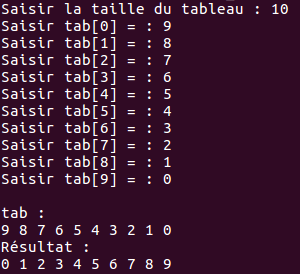 Saisir la taille du tableau : 10
Saisir tab[0] = : 9
Saisir tab[1] = : 8
Saisir tab[2] = : 7
Saisir tab[3] = : 6
Saisir tab[4] = : 5
Saisir tab[5] = : 4
Saisir tab[6] = : 3
Saisir tab[7] = : 2
Saisir tab[8] = : 1
Saisir tab[9] = : 0
tab :
9 8 7 6 5 4 3 2 1 0
Résultat :
0 1 2 3 4 5 6 7 8 9